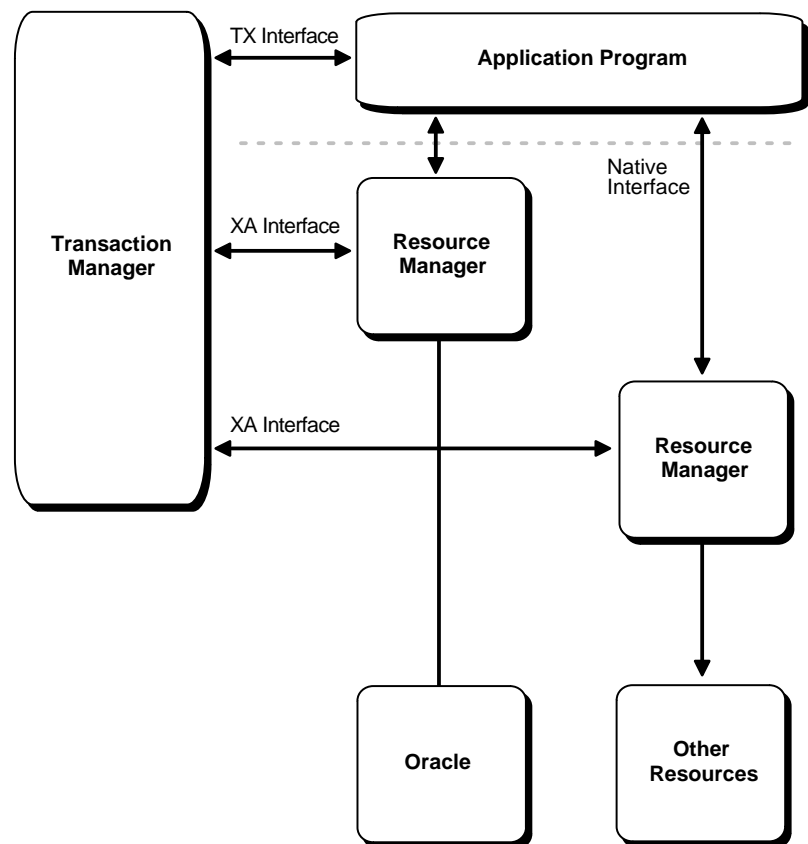 TX Interface
Application Program
Native
Interface
XA Interface
Transaction
Manager
Resource
Manager
XA Interface
Resource
Manager
Oracle
Other
Resources